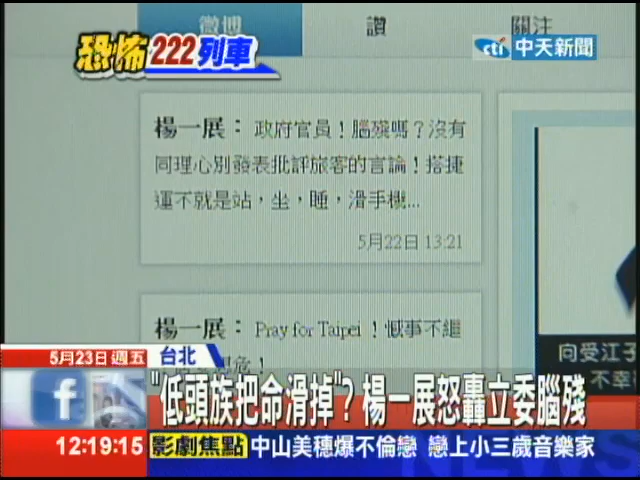 微博 讚 關注
恐怖222列車
cti 中天新聞
楊一展：政府官員！腦殘嗎？沒有
同理心別發表批評旅客的言論！搭捷
運不就是站，坐，睡，滑手機...
5月22日 13:21
楊一展：Pray for Taipei！憾事不繼
危！
向受江子
不幸
5月23日週五 台北
"低頭族把命滑掉"? 楊一展怒轟立委腦殘
f
12:19:15 影劇焦點 中山美穗爆不倫戀 戀上小三歲音樂家
NEWS